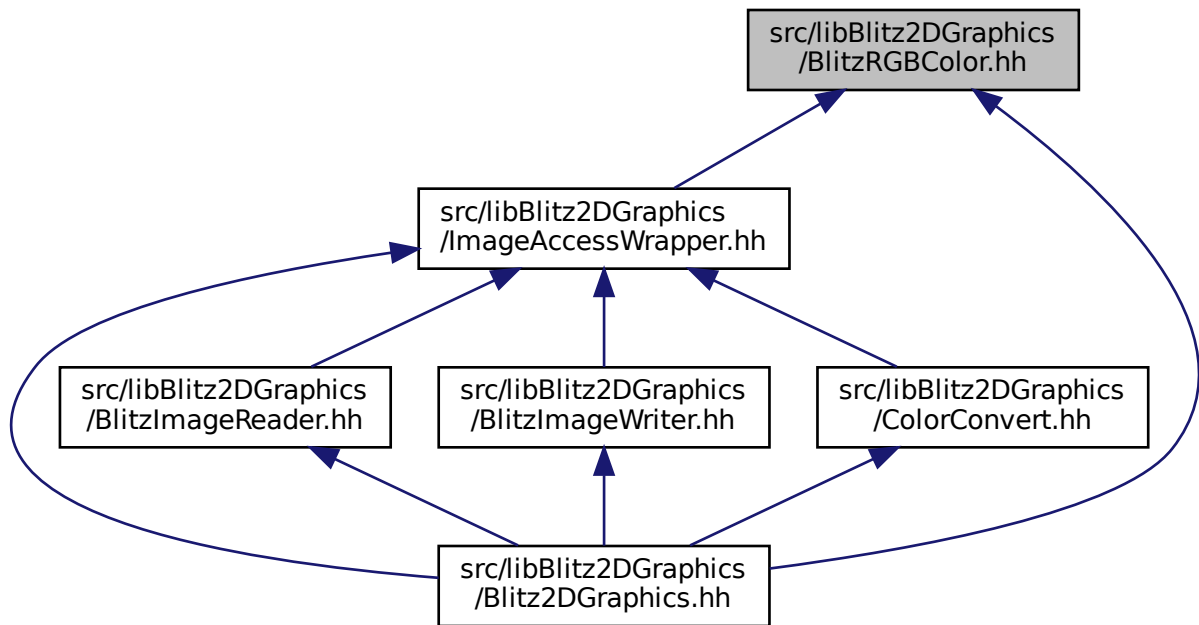 src/libBlitz2DGraphics
/BlitzRGBColor.hh
src/libBlitz2DGraphics
/ImageAccessWrapper.hh
src/libBlitz2DGraphics
/BlitzImageReader.hh
src/libBlitz2DGraphics
/BlitzImageWriter.hh
src/libBlitz2DGraphics
/ColorConvert.hh
src/libBlitz2DGraphics
/Blitz2DGraphics.hh